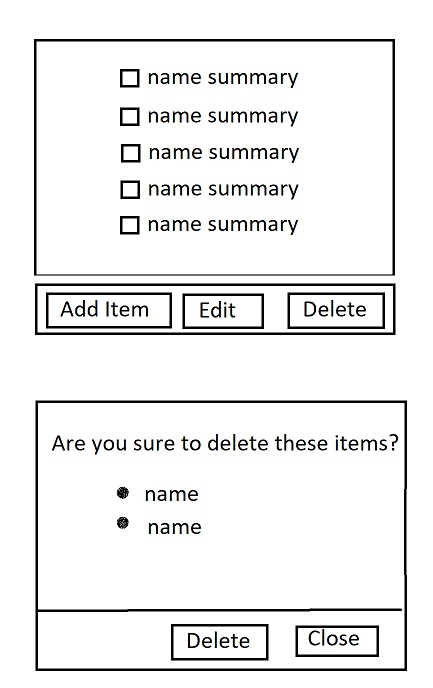 name summary
name summary
name summary
name summary
name summary
Add Item Edit Delete
Are you sure to delete these items?
name
name
Delete Close